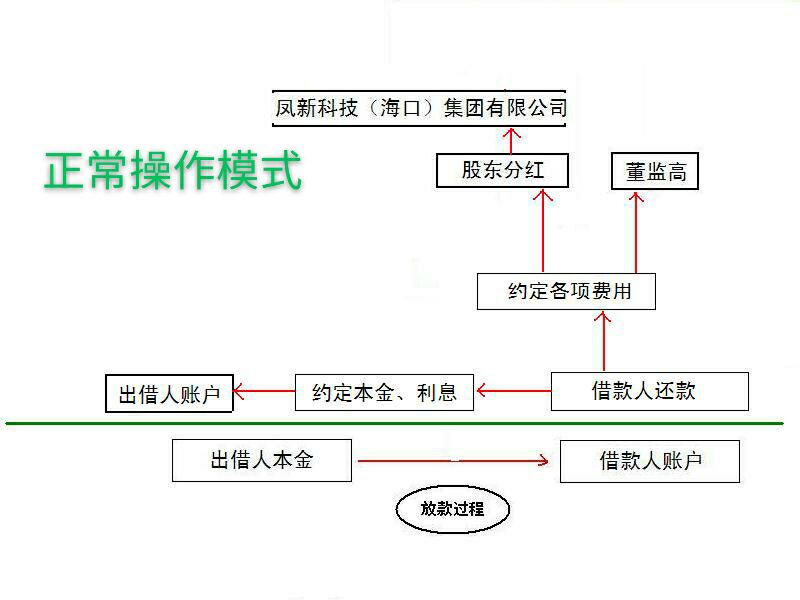 凤新科技（海口）集团有限公司
正常操作模式
股东分红
董监高
约定各项费用
出借人账户
约定本金、利息
借款人还款
出借人本金
借款人账户
放款过程